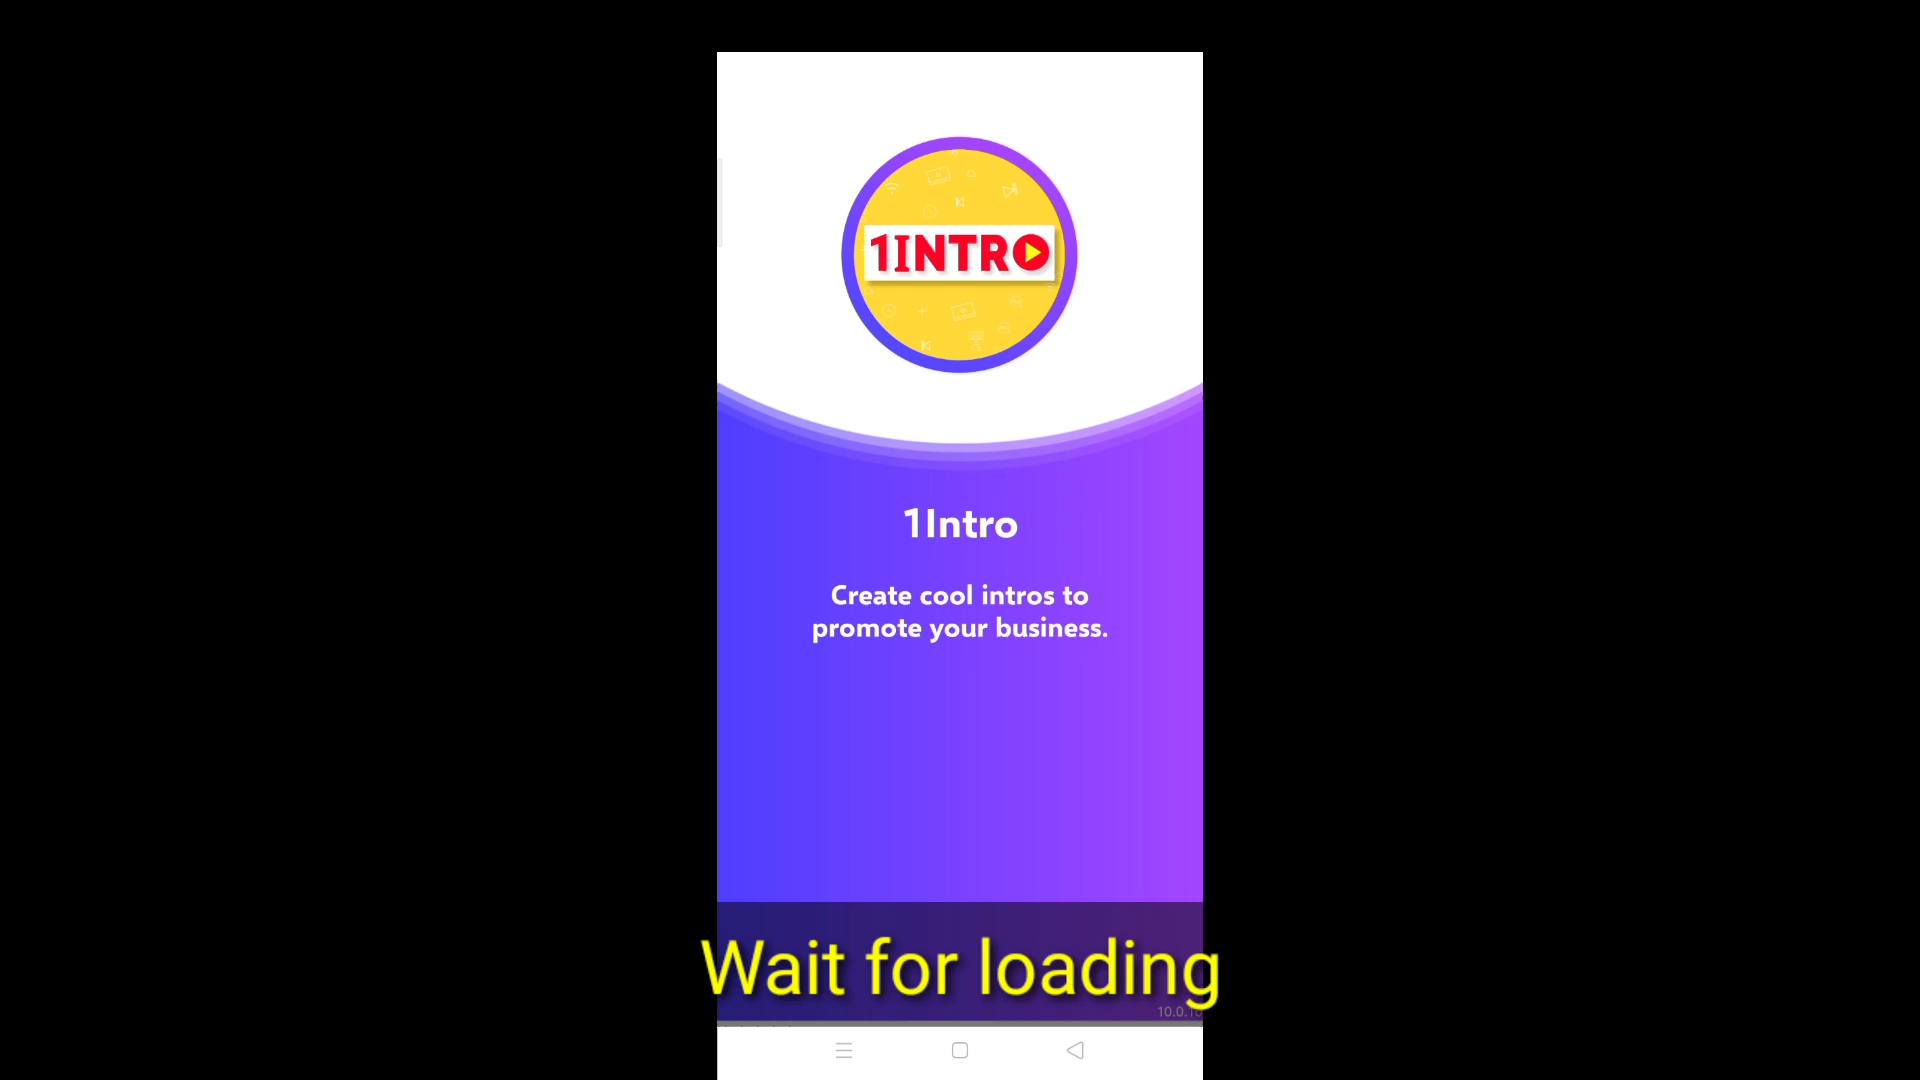 1INTRO
1Intro
Create cool intros to
promote your business.
Wait for loading